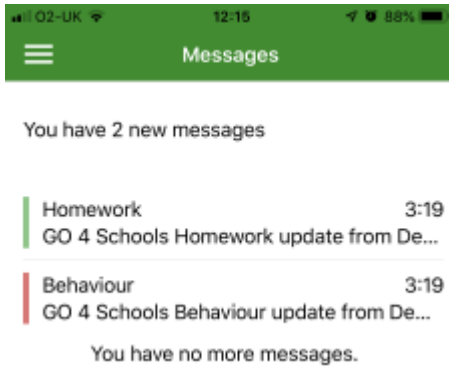 O2-UK 12:15 88%
Messages
You have 2 new messages
Homework 3:19
GO 4 Schools Homework update from De...
Behaviour 3:19
GO 4 Schools Behaviour update from De...
You have no more messages.